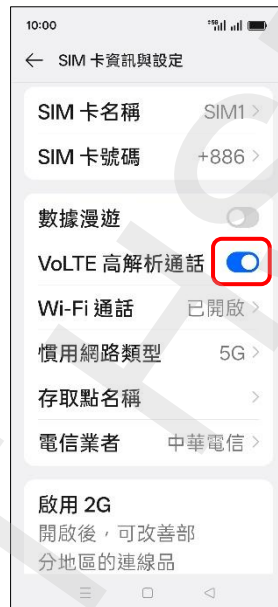 10:00
← SIM 卡資訊與設定
SIM 卡名稱 SIM1 >
SIM 卡號碼 +886 >
數據漫遊
VoLTE 高解析通話
Wi-Fi 通話 已開啟 >
慣用網路類型 5G >
存取點名稱 >
電信業者 中華電信 >
啟用 2G
開啟後，可改善部
分地區的連線品